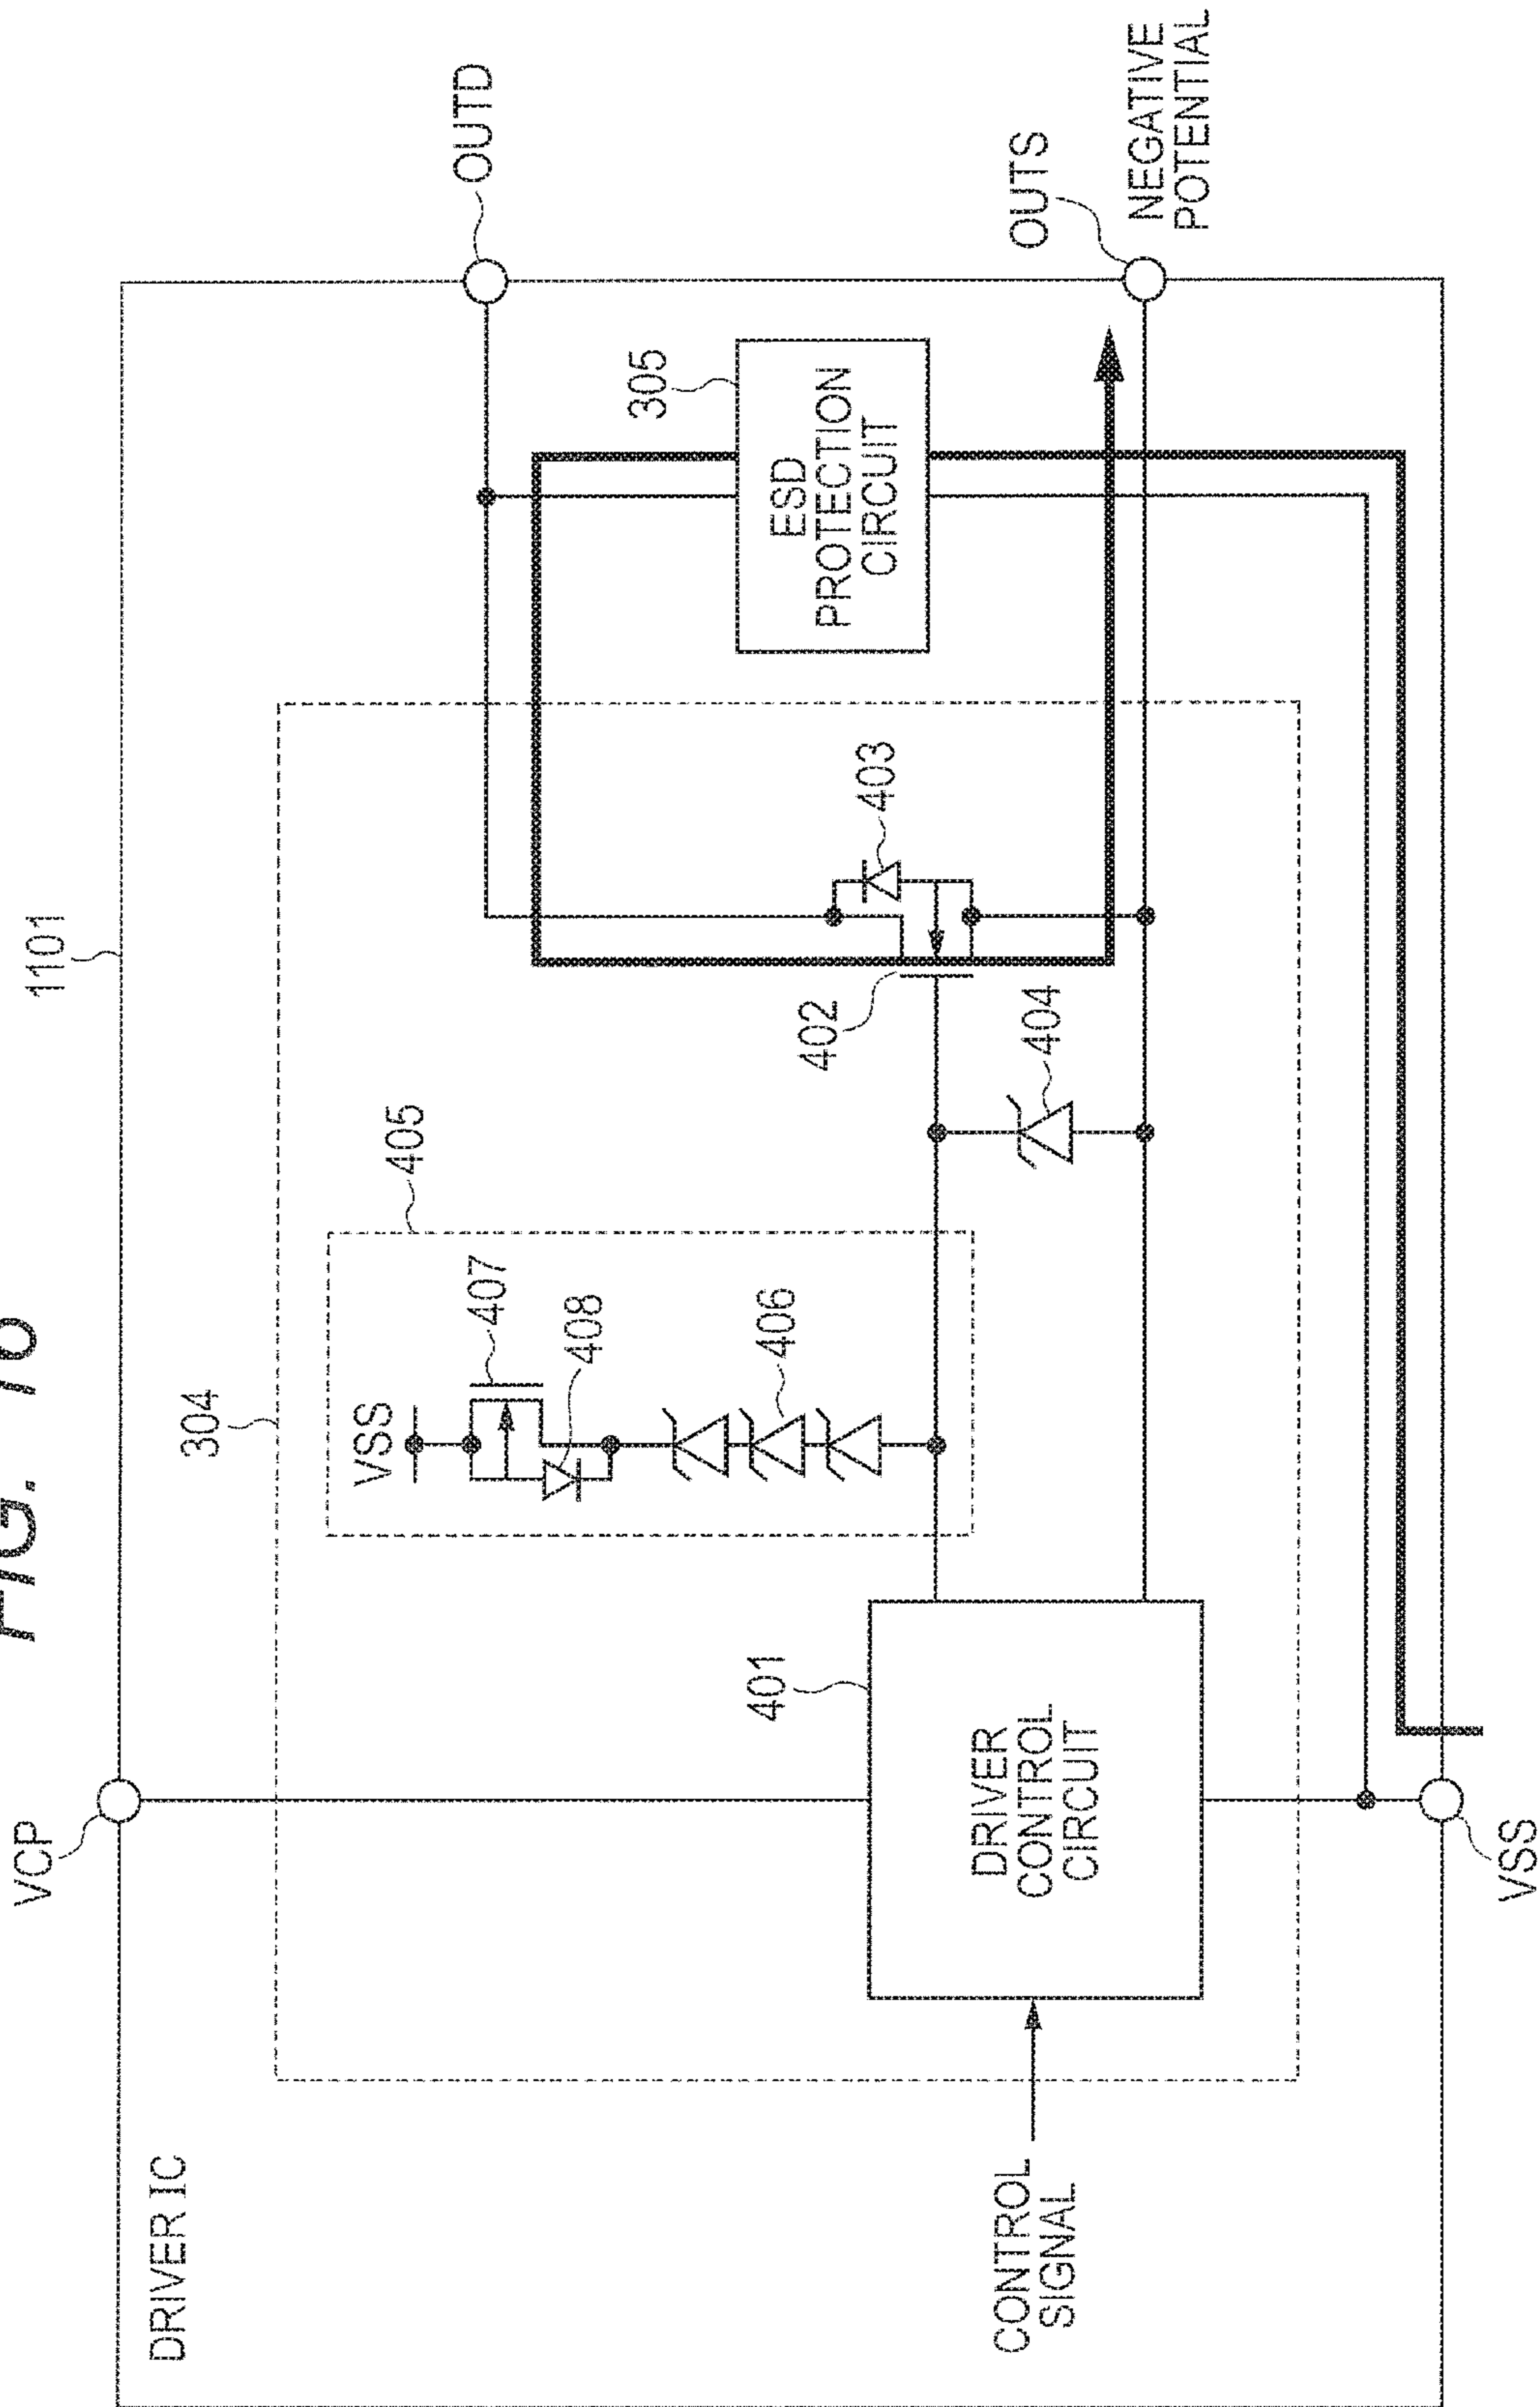 FIG. 16
1101
VCP
DRIVER IC
304
405
VSS
407
408
406
OUTD
305
ESD
PROTECTION
CIRCUIT
403
402
404
401
DRIVER
CONTROL
CIRCUIT
CONTROL
SIGNAL
OUTS
NEGATIVE
POTENTIAL
VSS